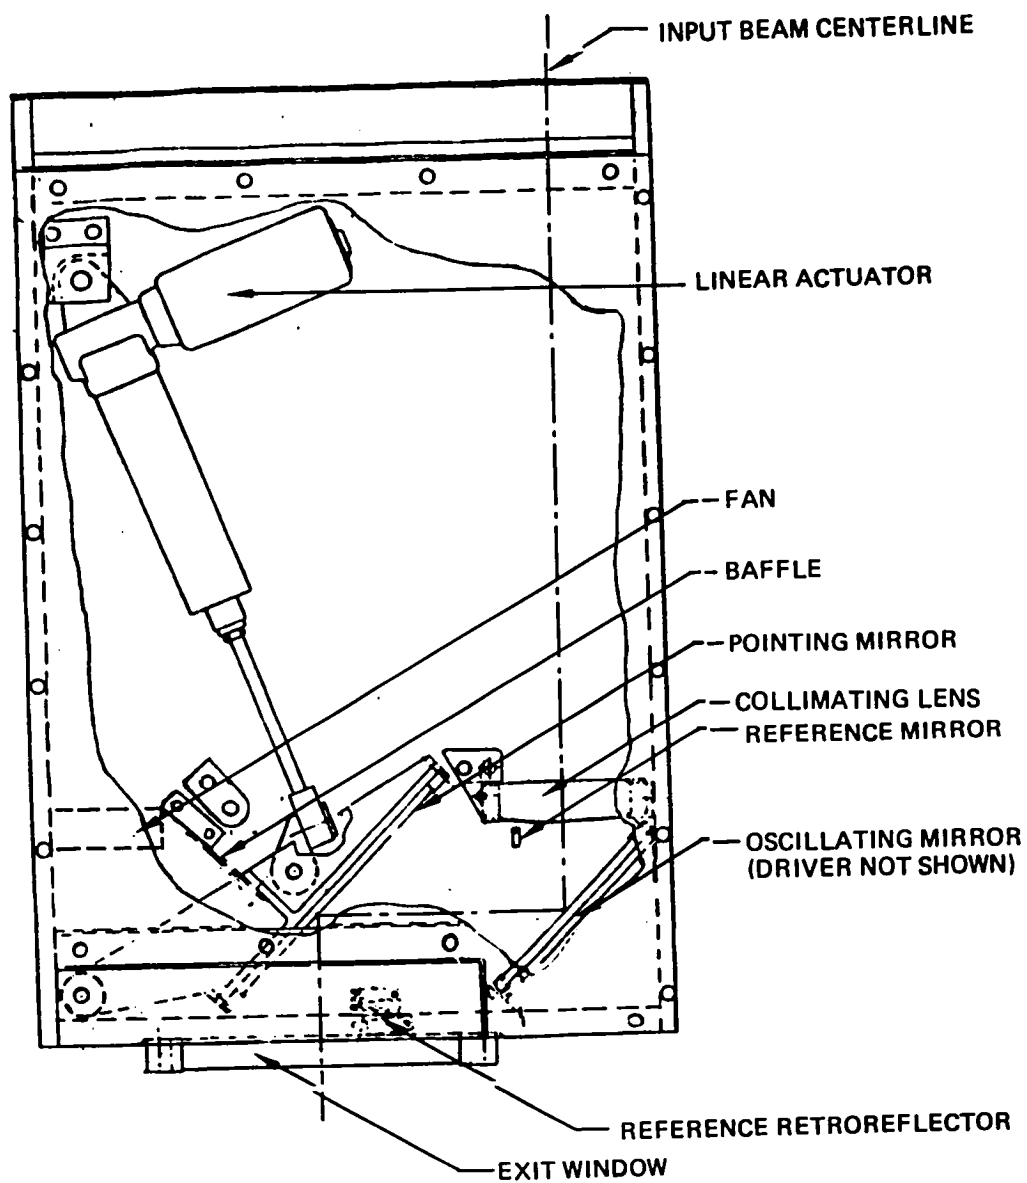 INPUT BEAM CENTERLINE
LINEAR ACTUATOR
FAN
BAFFLE
POINTING MIRROR
COLLIMATING LENS
REFERENCE MIRROR
OSCILLATING MIRROR
(DRIVER NOT SHOWN)
REFERENCE RETROREFLECTOR
EXIT WINDOW